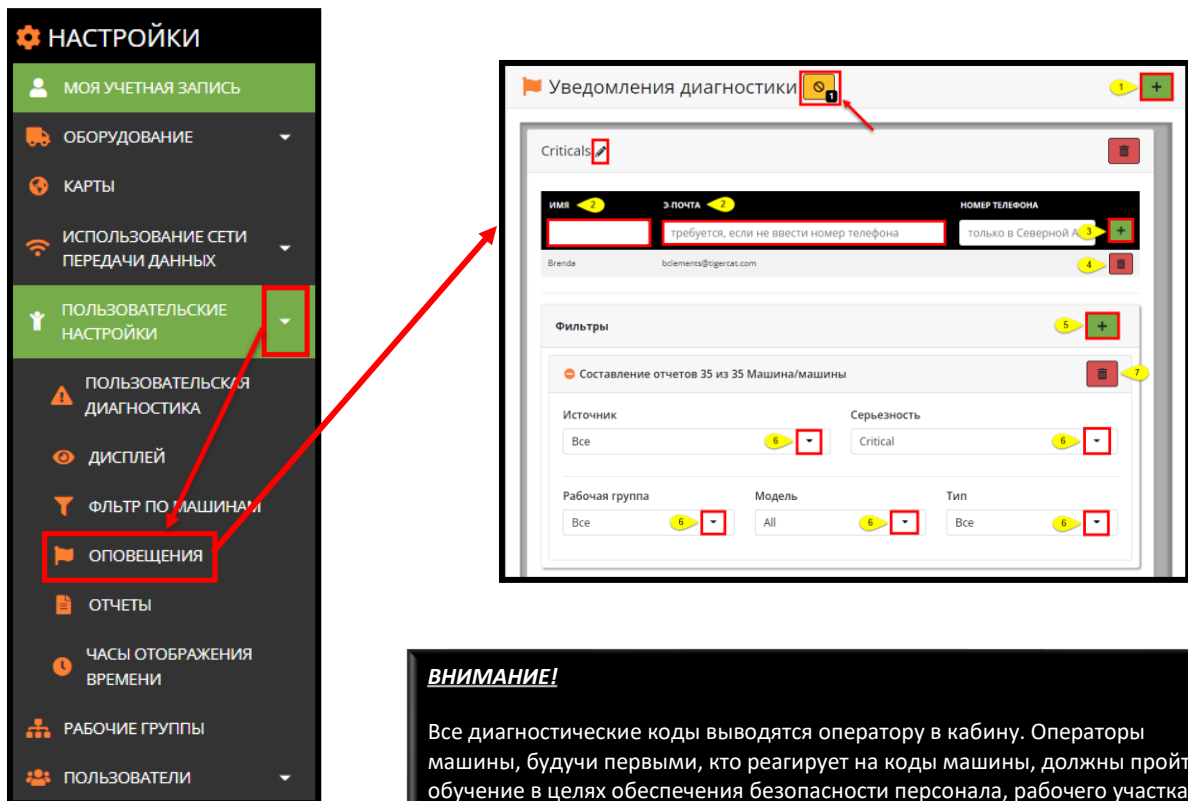 НАСТРОЙКИ
МОЯ УЧЕТНАЯ ЗАПИСЬ
ОБОРУДОВАНИЕ
КАРТЫ
ИСПОЛЬЗОВАНИЕ СЕТИ
ПЕРЕДАЧИ ДАННЫХ
ПОЛЬЗОВАТЕЛЬСКИЕ
НАСТРОЙКИ
ПОЛЬЗОВАТЕЛЬСКАЯ
ДИАГНОСТИКА
ДИСПЛЕЙ
ФЛЬТР ПО МАШИНАМ
ОПОВЕЩЕНИЯ
ОТЧЕТЫ
ЧАСЫ ОТОБРАЖЕНИЯ
ВРЕМЕНИ
РАБОЧИЕ ГРУППЫ
ПОЛЬЗОВАТЕЛИ
Уведомления диагностики 1 1
Criticals
ИМЯ 2 Э-ПОЧТА 2 НОМЕР ТЕЛЕФОНА
требуется, если не ввести номер телефона только в Северной А 3
Brenda bclements@tigercat.com 4
Фильтры 5
Составление отчетов 35 из 35 Машина/машины 7
Источник Серьезность
Все 6 Critical 6
Рабочая группа Модель Тип
Все 6 All 6 Все 6
ВНИМАНИЕ!
Все диагностические коды выводятся оператору в кабину. Операторы
машины, будучи первыми, кто реагирует на коды машины, должны пройт
обучение в целях обеспечения безопасности персонала, рабочего участка